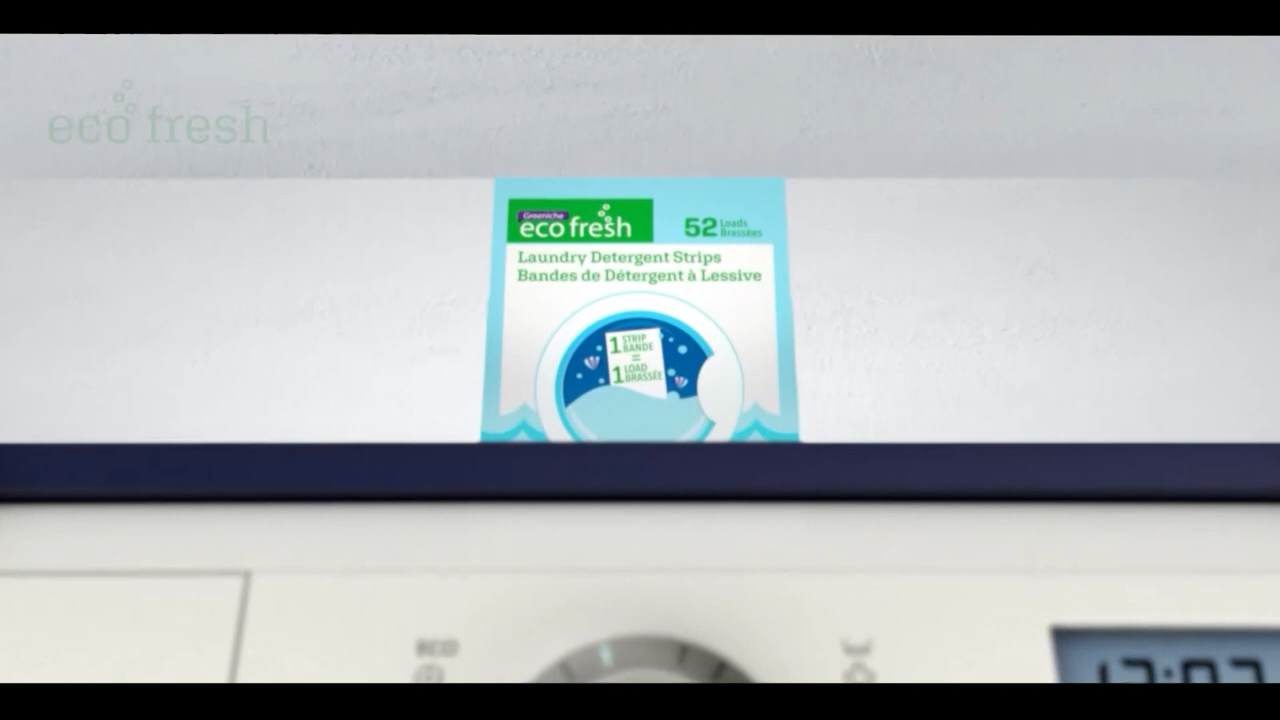 eco fresh
Greeniche
eco fresh
52 Loads
Brassées
Laundry Detergent Strips
Bandes de Détergent à Lessive
1 STRIP
BANDE
=
1 LOAD
BRASSÉE
ECO